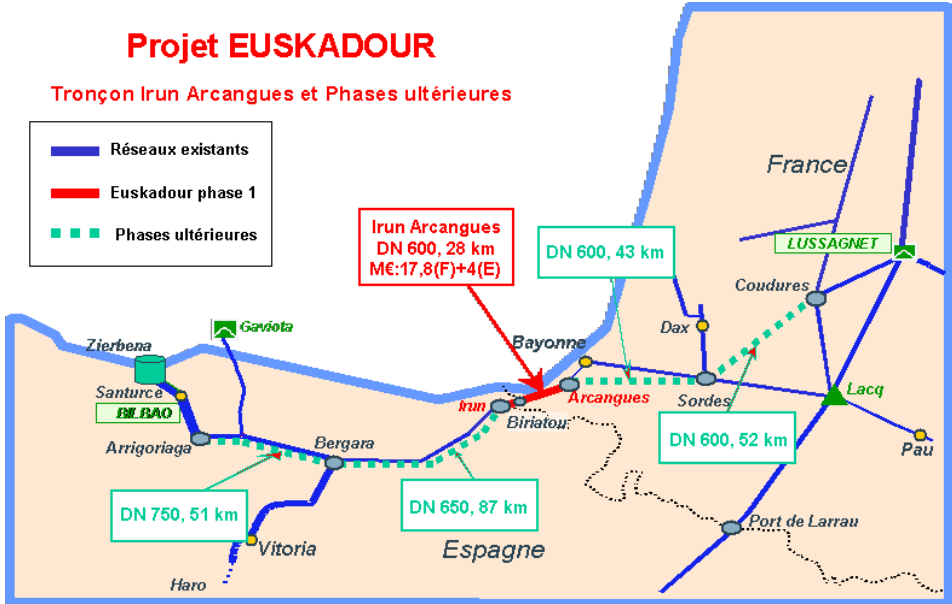 Projet EUSKADOUR
Tronçon Irun Arcangues et Phases ultérieures
Réseaux existants
Euskadour phase 1
Phases ultérieures
France
Irun Arcangues
DN 600, 28 km
M€:17,8(F)+4(E)
DN 600, 43 km
LUSSAGNET
Coudures
Gaviota
Dax
Zierbena
Bayonne
Santurce
BILBAO
Irun
Arcangues
Sordes
Lacq
Biriatou
Arrigoriaga
Bergara
DN 600, 52 km
Pau
DN 750, 51 km
DN 650, 87 km
Port de Larrau
Vitoria
Espagne
Haro